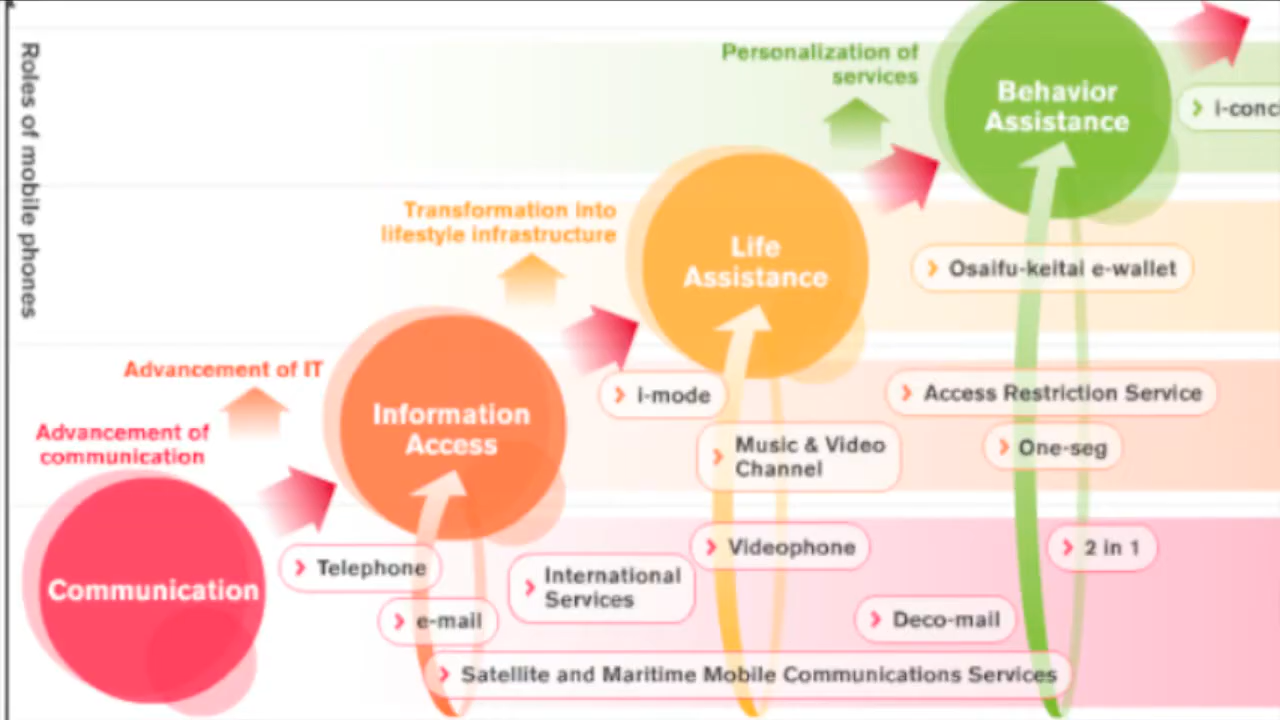 Roles of mobile phones
Personalization of
services
Behavior
Assistance
Transformation into
lifestyle infrastructure
Life
Assistance
Osaifu-keitai e-wallet
Advancement of IT
Information
Access
i-mode
Access Restriction Service
Music & Video
Channel
One-seg
Advancement of
communication
Communication
Telephone
e-mail
International
Services
Videophone
2 in 1
Deco-mail
Satellite and Maritime Mobile Communications Services